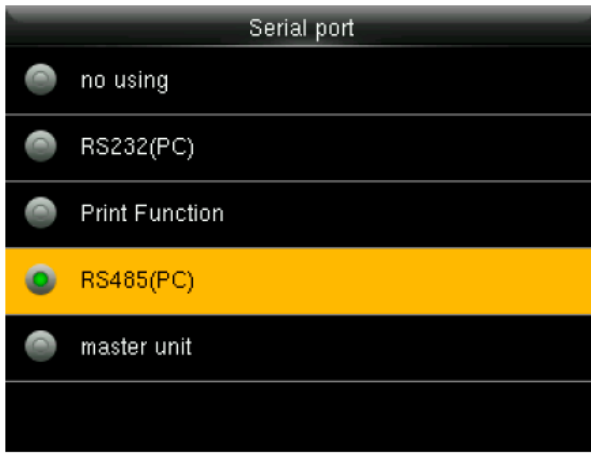 Serial port
no using
RS232(PC)
Print Function
RS485(PC)
master unit